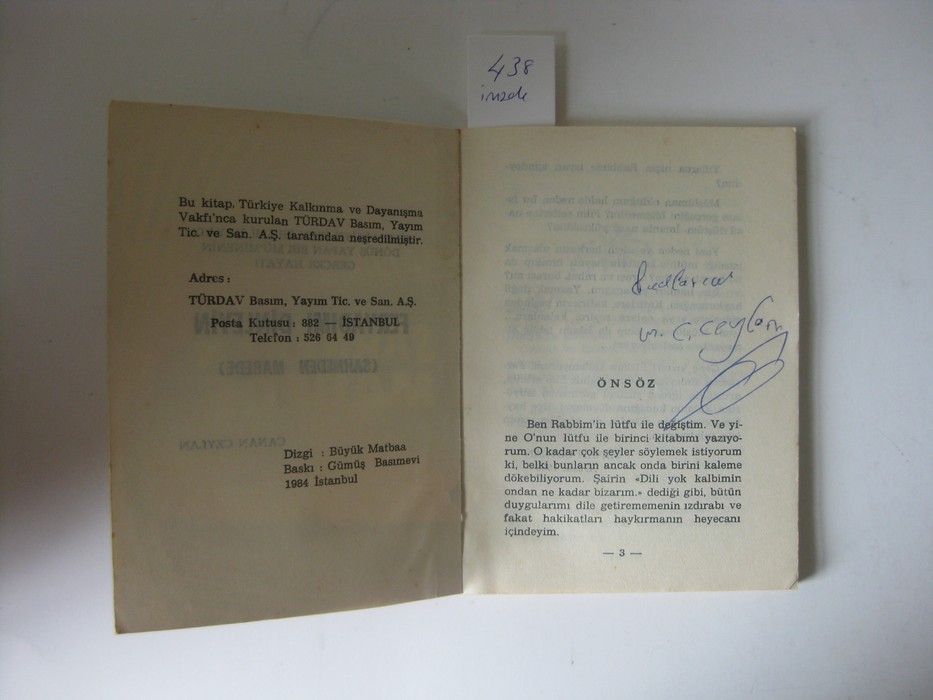 438
imzalı
Bu kitap, Türkiye Kalkınma ve Dayanışma
Vakfı'nca kurulan TÜRDAV Basım, Yayım
Tic. ve San. A.Ş. tarafından neşredilmiştir.
Adres :
TÜRDAV Basım, Yayım Tic. ve San. A.Ş.
Posta Kutusu : 882 — İSTANBUL
Telefon : 526 64 49
Dizgi : Büyük Matbaa
Baskı : Gümüş Basımevi
1984 İstanbul
C. Ceylan
ÖNSÖZ
Ben Rabbim'in lütfu ile değiştim. Ve yi-
ne O'nun lütfu ile birinci kitabımı yazıyo-
rum. O kadar çok şeyler söylemek istiyorum
ki, belki bunların ancak onda birini kaleme
dökebiliyorum. Şairin «Dili yok kalbimin
ondan ne kadar bizarım.» dediği gibi, bütün
duygularımı dile getirememenin ızdırabı ve
fakat hakikatları haykırmanın heyecanı
içindeyim.
— 3 —